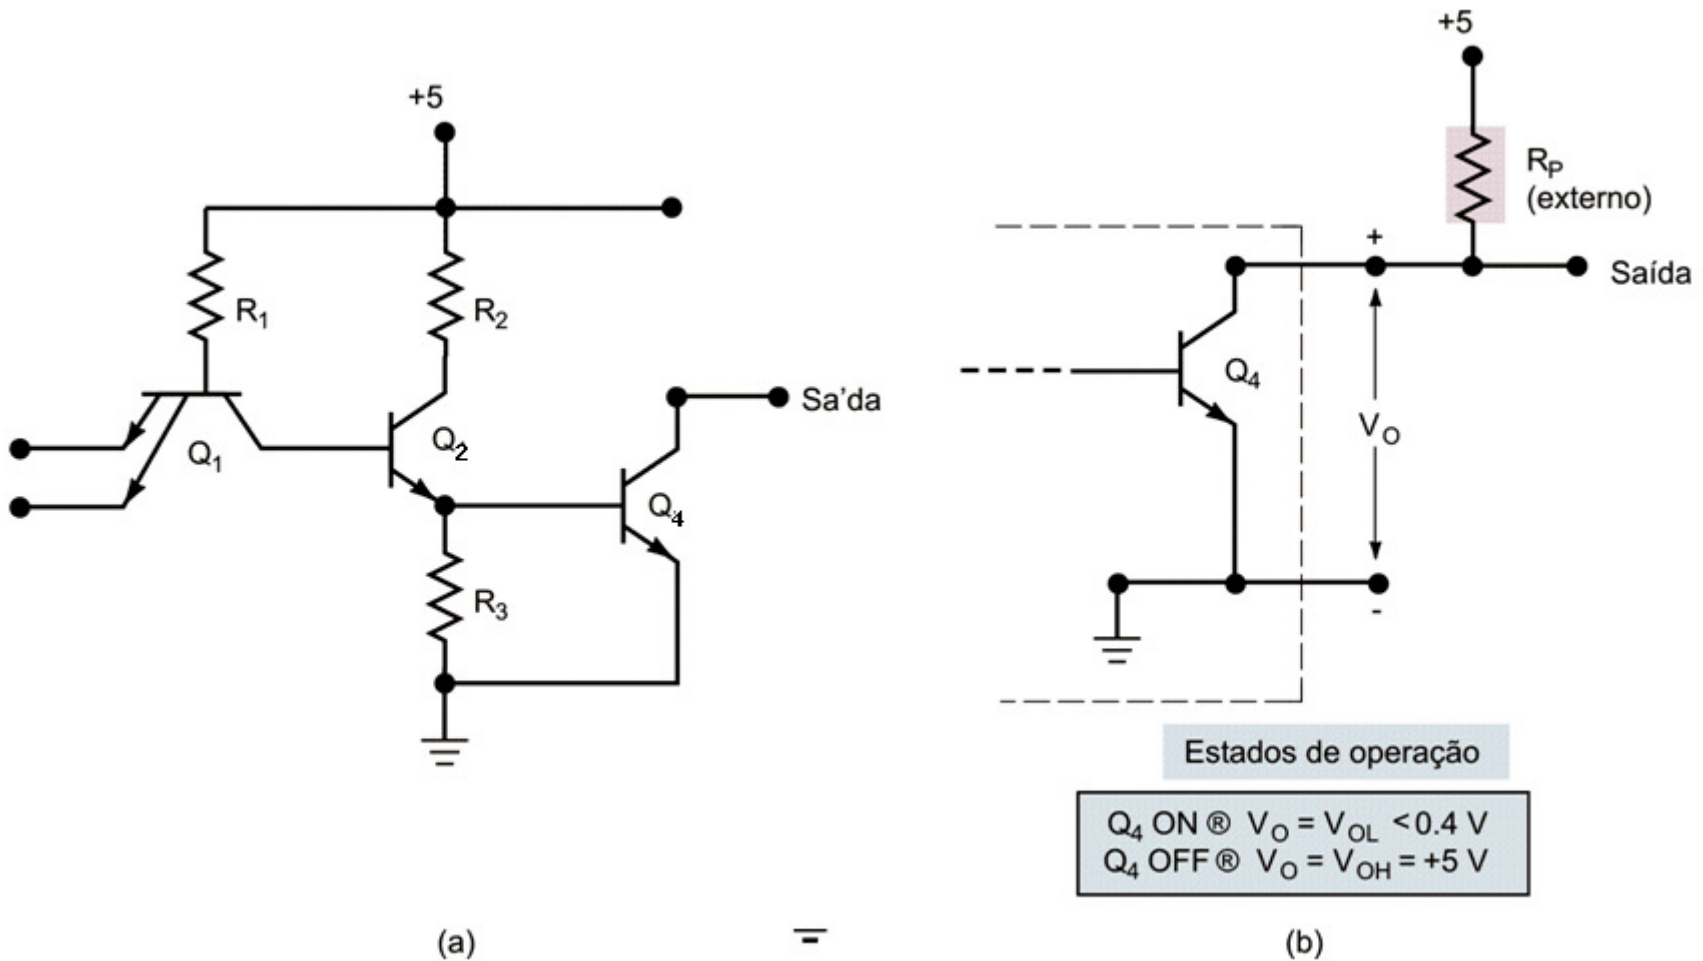 +5
R1
R2
Q1
Q2
Sa'da
Q4
R3
(a)
+5
RP
(externo)
+
Saída
Q4
VO
-
Estados de operação
Q4 ON ® VO = VOL < 0.4 V
Q4 OFF ® VO = VOH = +5 V
(b)